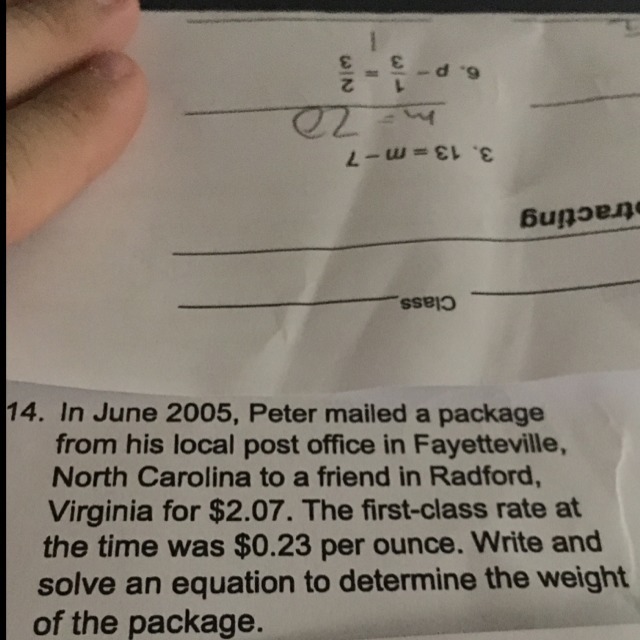 Class
tracting
3. 13 = m – 7
m = 20
6. p – 1/3 = 2/3
1
14. In June 2005, Peter mailed a package
from his local post office in Fayetteville,
North Carolina to a friend in Radford,
Virginia for $2.07. The first-class rate at
the time was $0.23 per ounce. Write and
solve an equation to determine the weight
of the package.